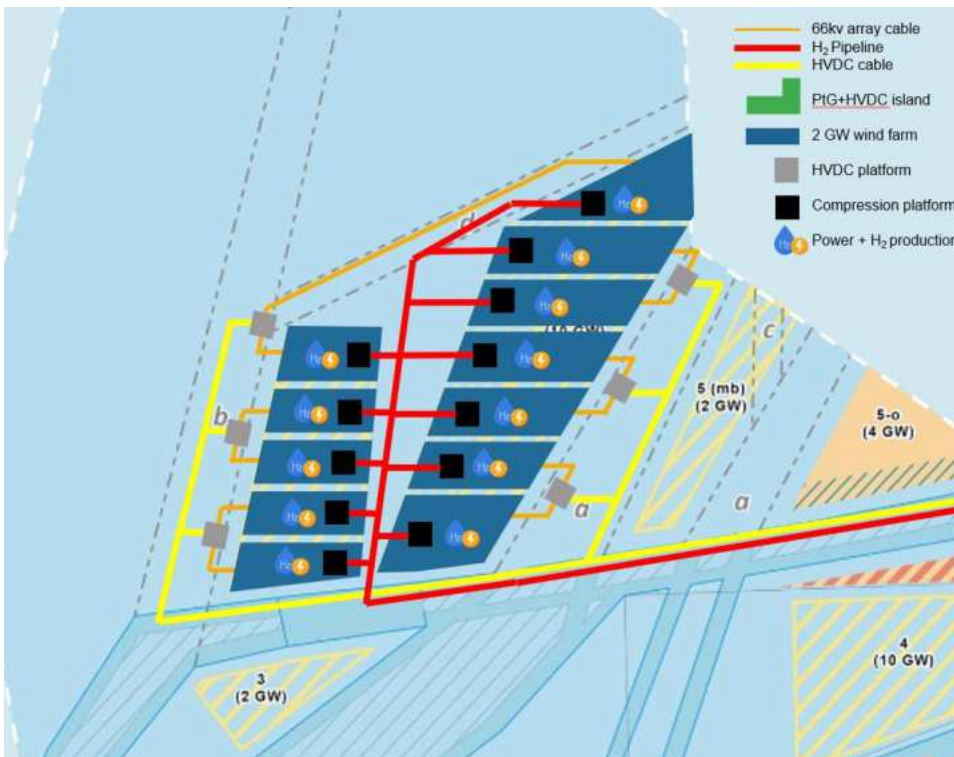 66kv array cable
H₂ Pipeline
HVDC cable
PtG+HVDC island
2 GW wind farm
HVDC platform
Compression platform
Power + H₂ production
d
b
c
5 (mb)
(2 GW)
5-o
(4 GW)
a
a
3
(2 GW)
4
(10 GW)